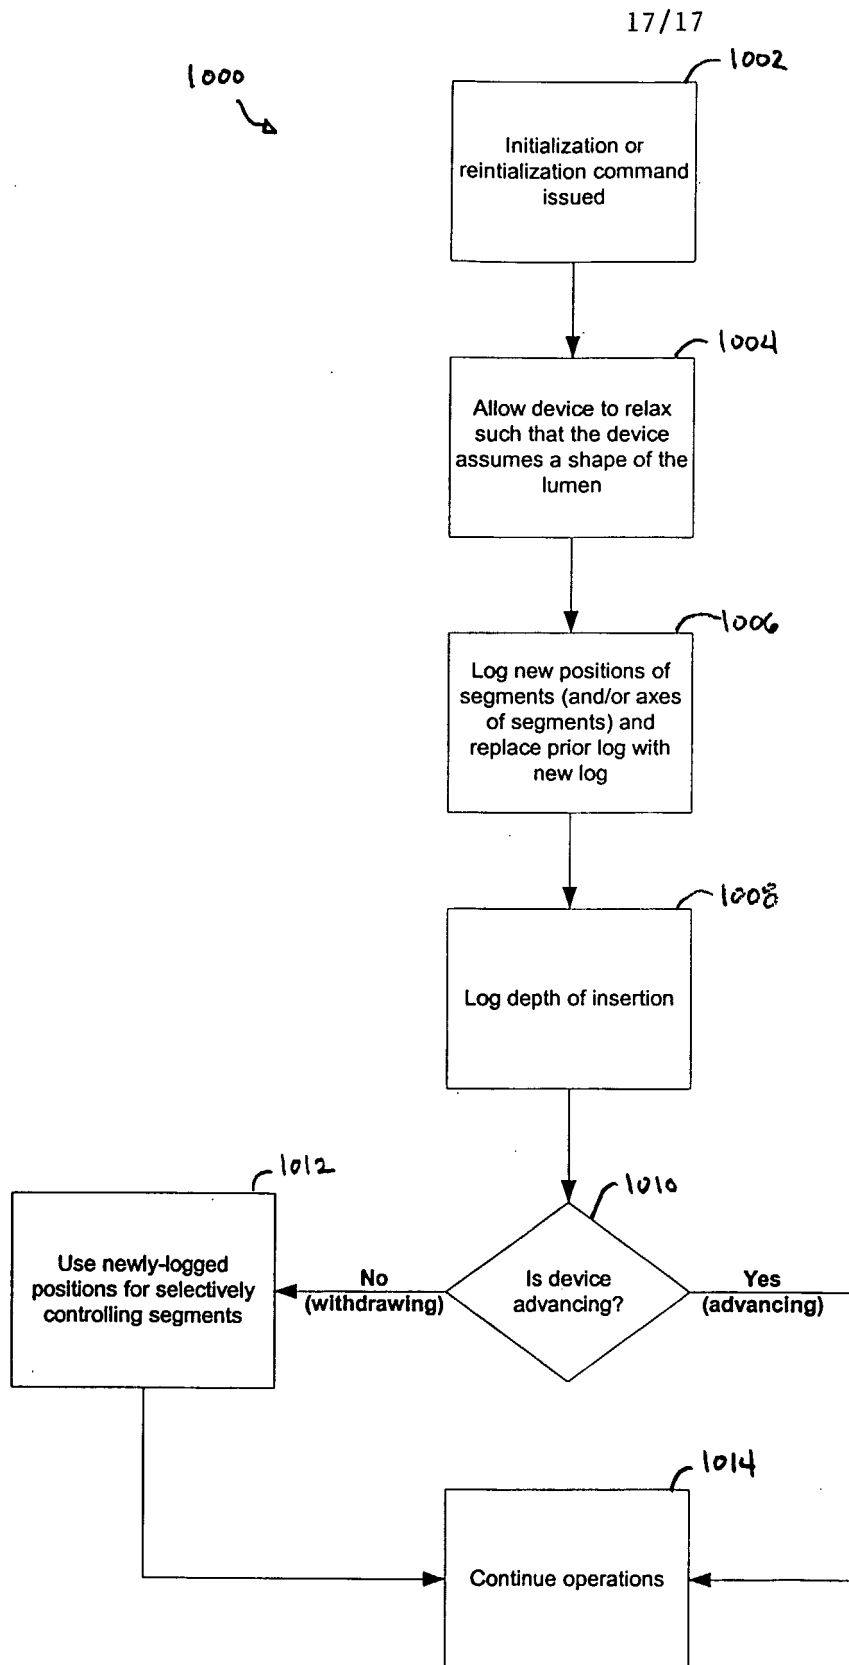 17/17
1000
1002
Initialization or
reintialization command
issued
1004
Allow device to relax
such that the device
assumes a shape of the
lumen
1006
Log new positions of
segments (and/or axes
of segments) and
replace prior log with
new log
1008
Log depth of insertion
1010
Is device
advancing?
No
(withdrawing)
Yes
(advancing)
1012
Use newly-logged
positions for selectively
controlling segments
1014
Continue operations